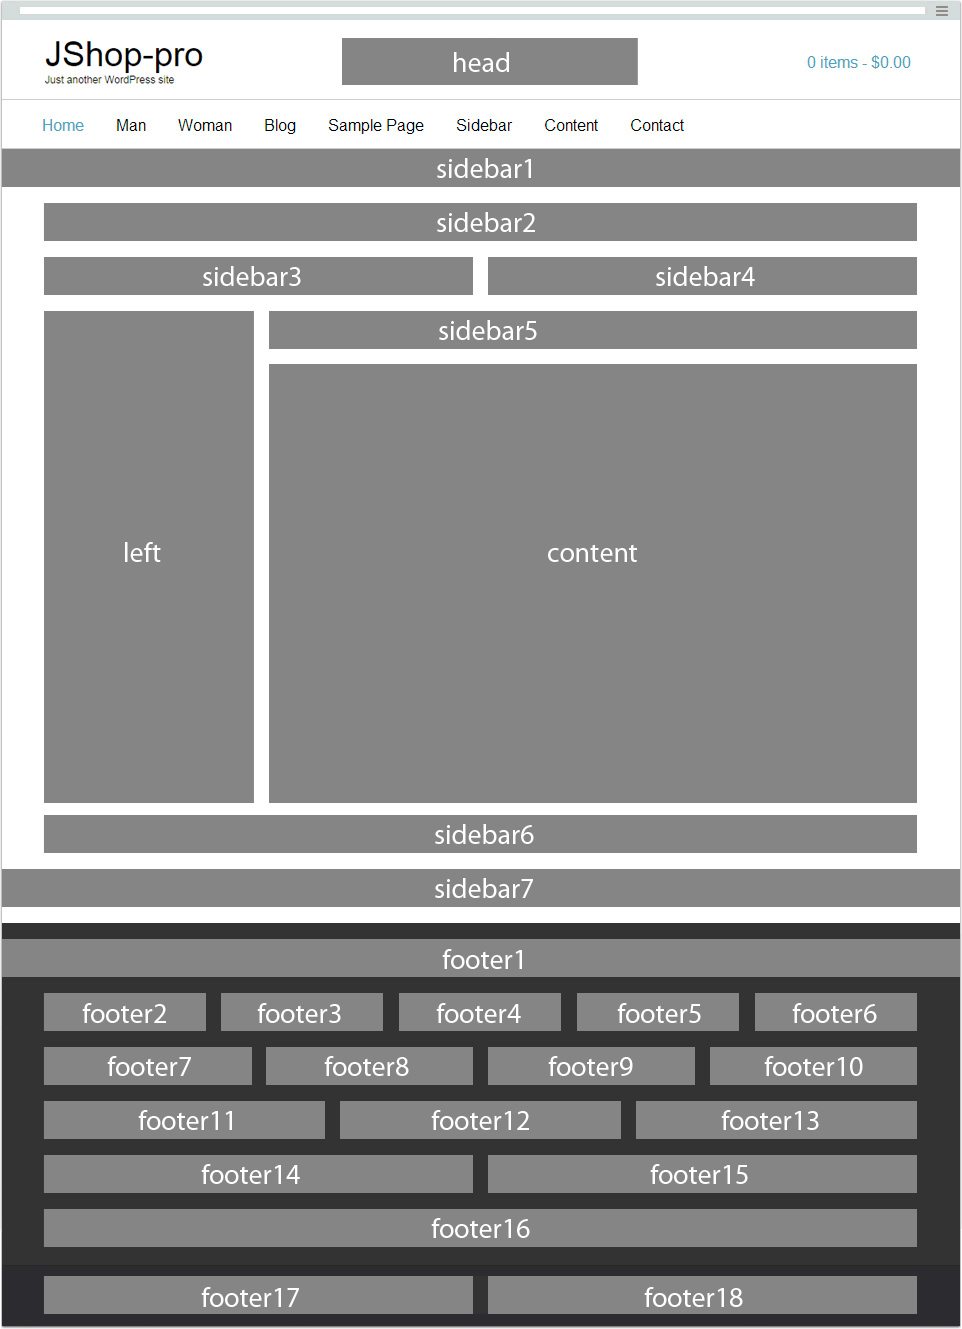 JShop-pro
Just another WordPress site
head
0 items - $0.00
Home Man Woman Blog Sample Page Sidebar Content Contact
sidebar1
sidebar2
sidebar3 sidebar4
sidebar5
left
content
sidebar6
sidebar7
footer1
footer2 footer3 footer4 footer5 footer6
footer7 footer8 footer9 footer10
footer11 footer12 footer13
footer14 footer15
footer16
footer17 footer18